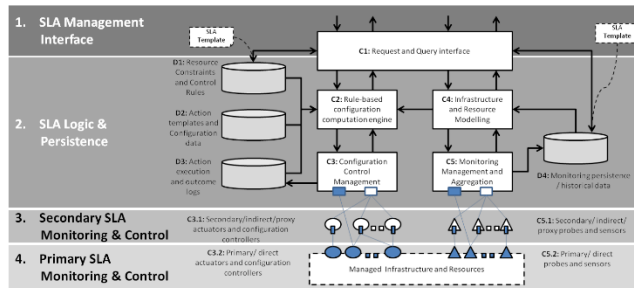 1. SLA Management
Interface
SLA
Template
SLA
Template
C1: Request and Query interface
2. SLA Logic &
Persistence
D1: Resource
Constraints
and Control
Rules
D2: Action
templates and
Configuration
data
D3: Action
execution
and outcome
logs
C2: Rule-based
configuration
computation engine
C4: Infrastructure
and Resource
Modelling
C3: Configuration
Control
Management
C5: Monitoring
Management and
Aggregation
D4: Monitoring persistence
/ historical data
3. Secondary SLA
Monitoring & Control
C3.1: Secondary/indirect/proxy
actuators and configuration
controllers
C5.1: Secondary/indirect/
proxy probes and sensors
4. Primary SLA
Monitoring & Control
C3.2: Primary/ direct
actuators and configuration
controllers
Managed Infrastructure and Resources
C5.2: Primary/ direct
probes and sensors